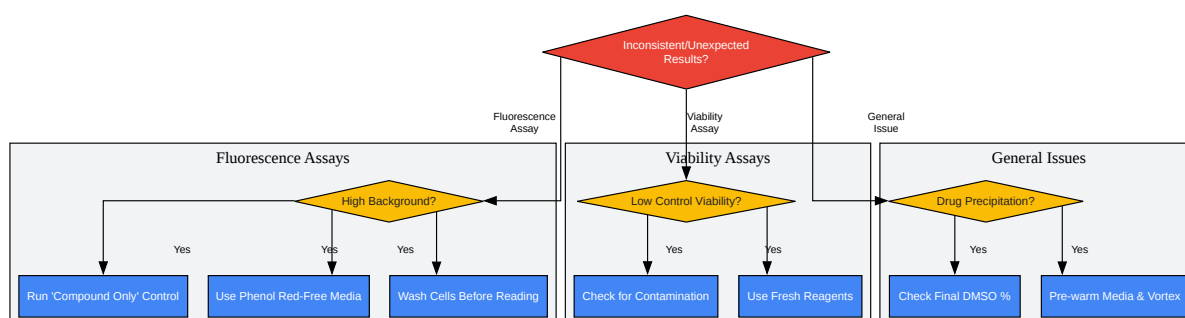 Inconsistent/Unexpected
Results?
Fluorescence
Assay
Viability
Assay
General
Issue
Fluorescence Assays
Viability Assays
General Issues
High Background?
Low Control Viability?
Drug Precipitation?
Yes
Yes
Yes
Yes
Yes
Yes
Yes
Run 'Compound Only' Control
Use Phenol Red-Free Media
Wash Cells Before Reading
Check for Contamination
Use Fresh Reagents
Check Final DMSO %
Pre-warm Media & Vortex